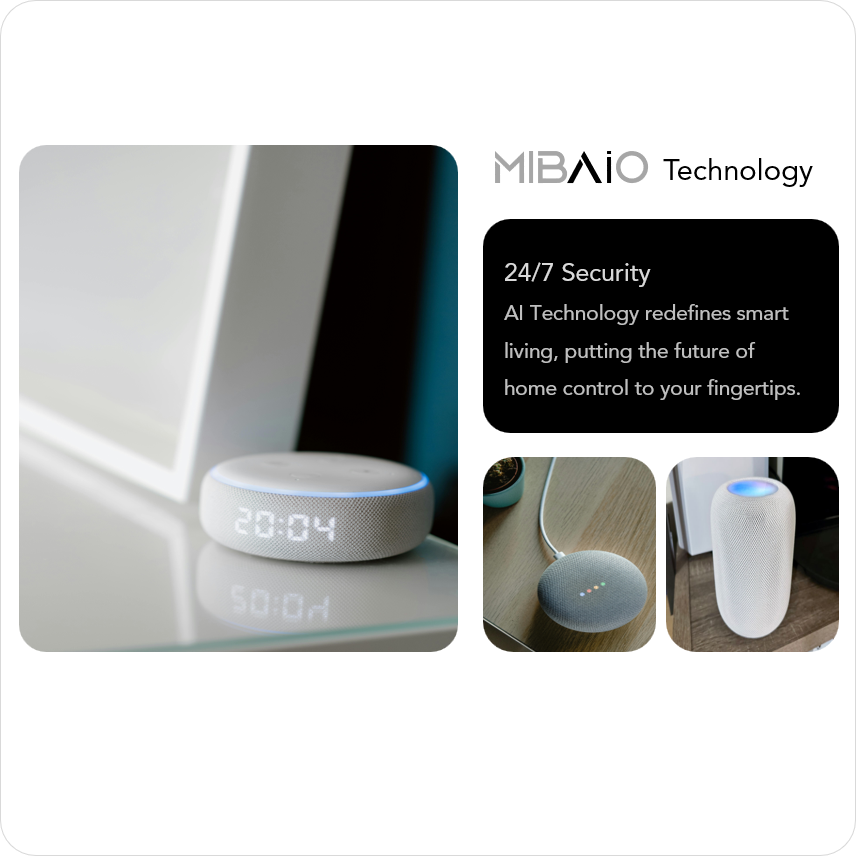 MIBAiO Technology
24/7 Security
AI Technology redefines smart
living, putting the future of
home control to your fingertips.
20:04